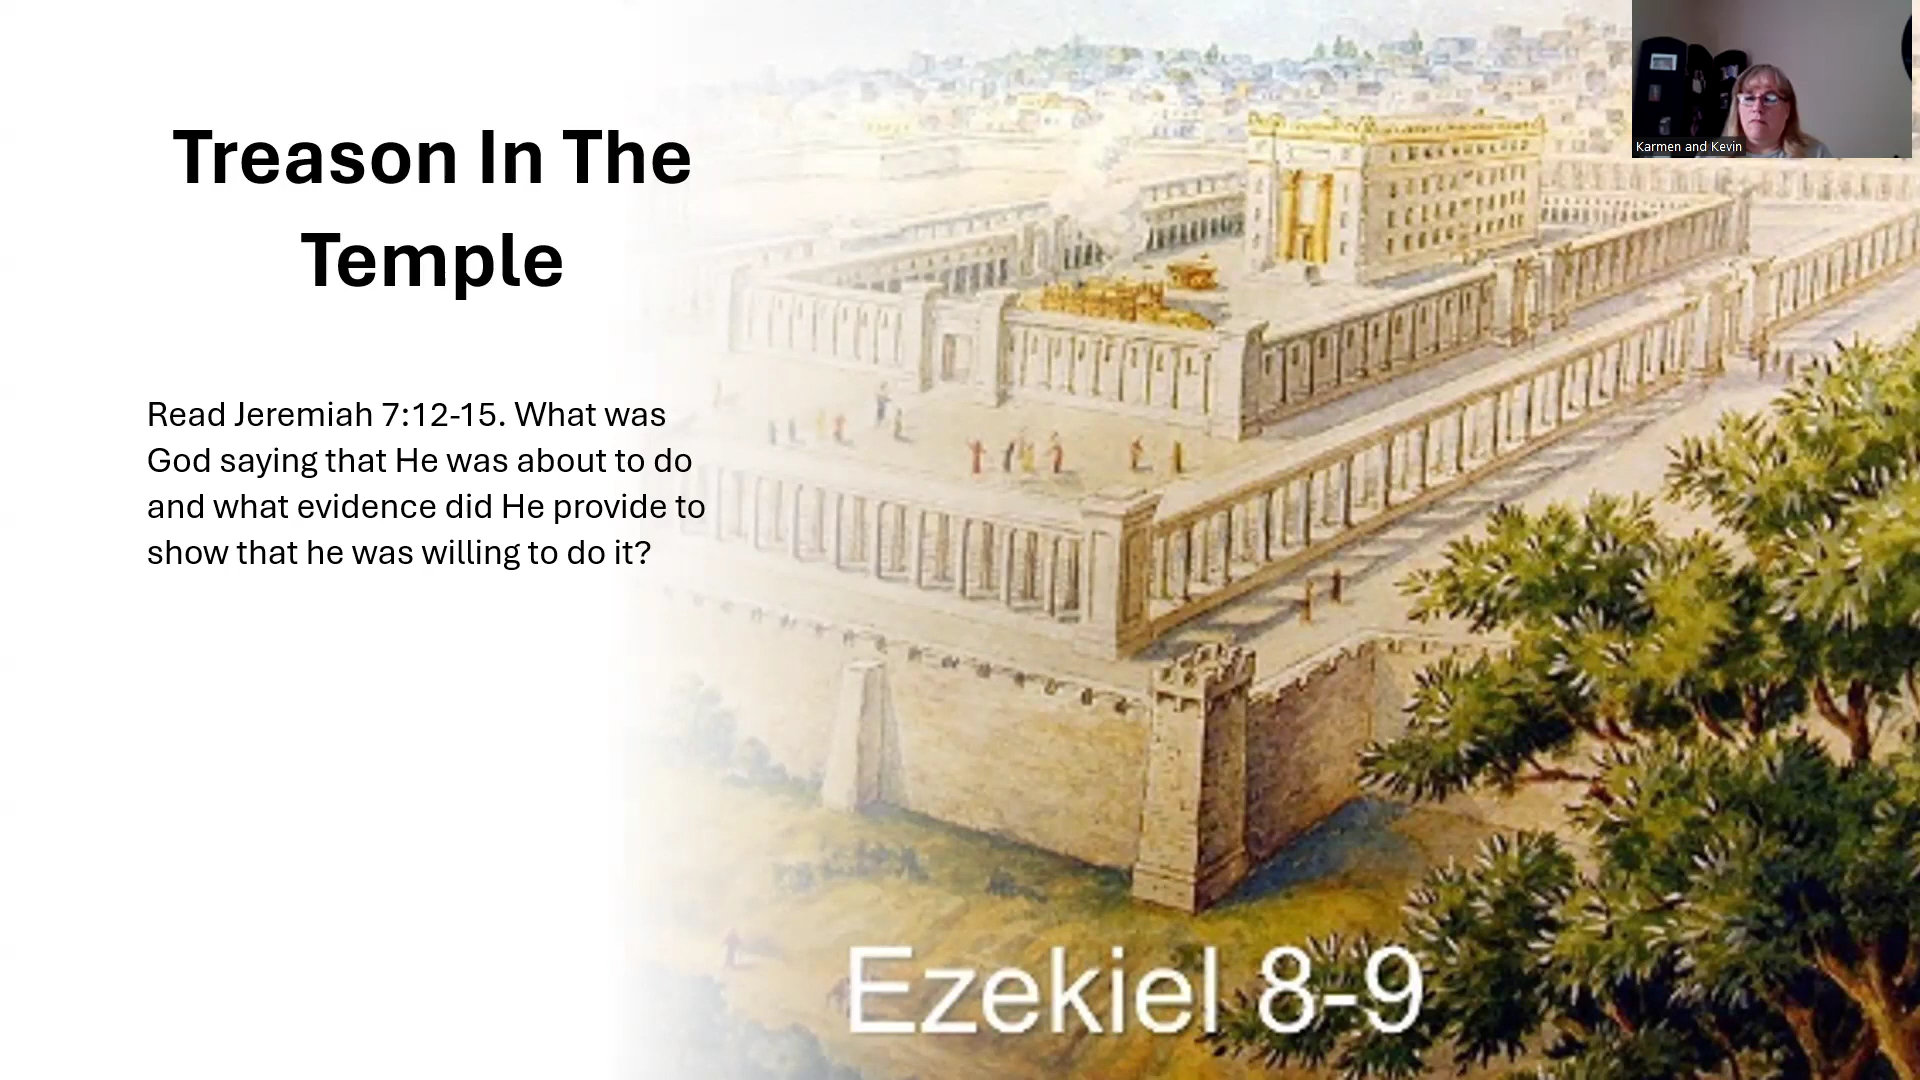 Treason In The
Temple
Read Jeremiah 7:12-15. What was
God saying that He was about to do
and what evidence did He provide to
show that he was willing to do it?
Ezekiel 8-9
Karmen and Kevin